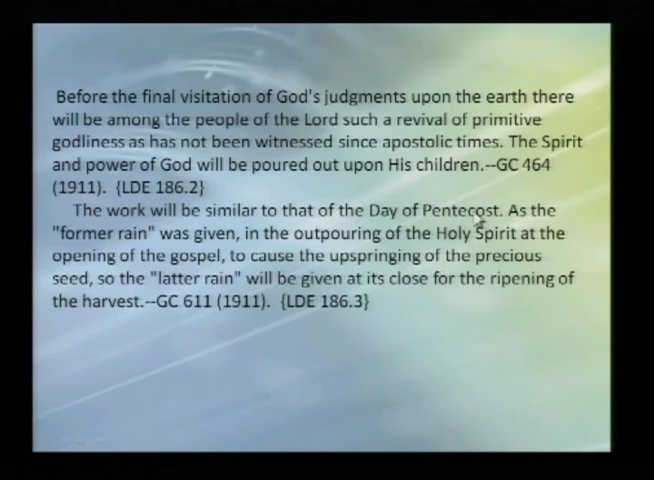 Before the final visitation of God's judgments upon the earth there
will be among the people of the Lord such a revival of primitive
godliness as has not been witnessed since apostolic times. The Spirit
and power of God will be poured out upon His children.--GC 464
(1911). {LDE 186.2}
The work will be similar to that of the Day of Pentecost. As the
"former rain" was given, in the outpouring of the Holy Spirit at the
opening of the gospel, to cause the upspringing of the precious
seed, so the "latter rain" will be given at its close for the ripening of
the harvest.--GC 611 (1911). {LDE 186.3}